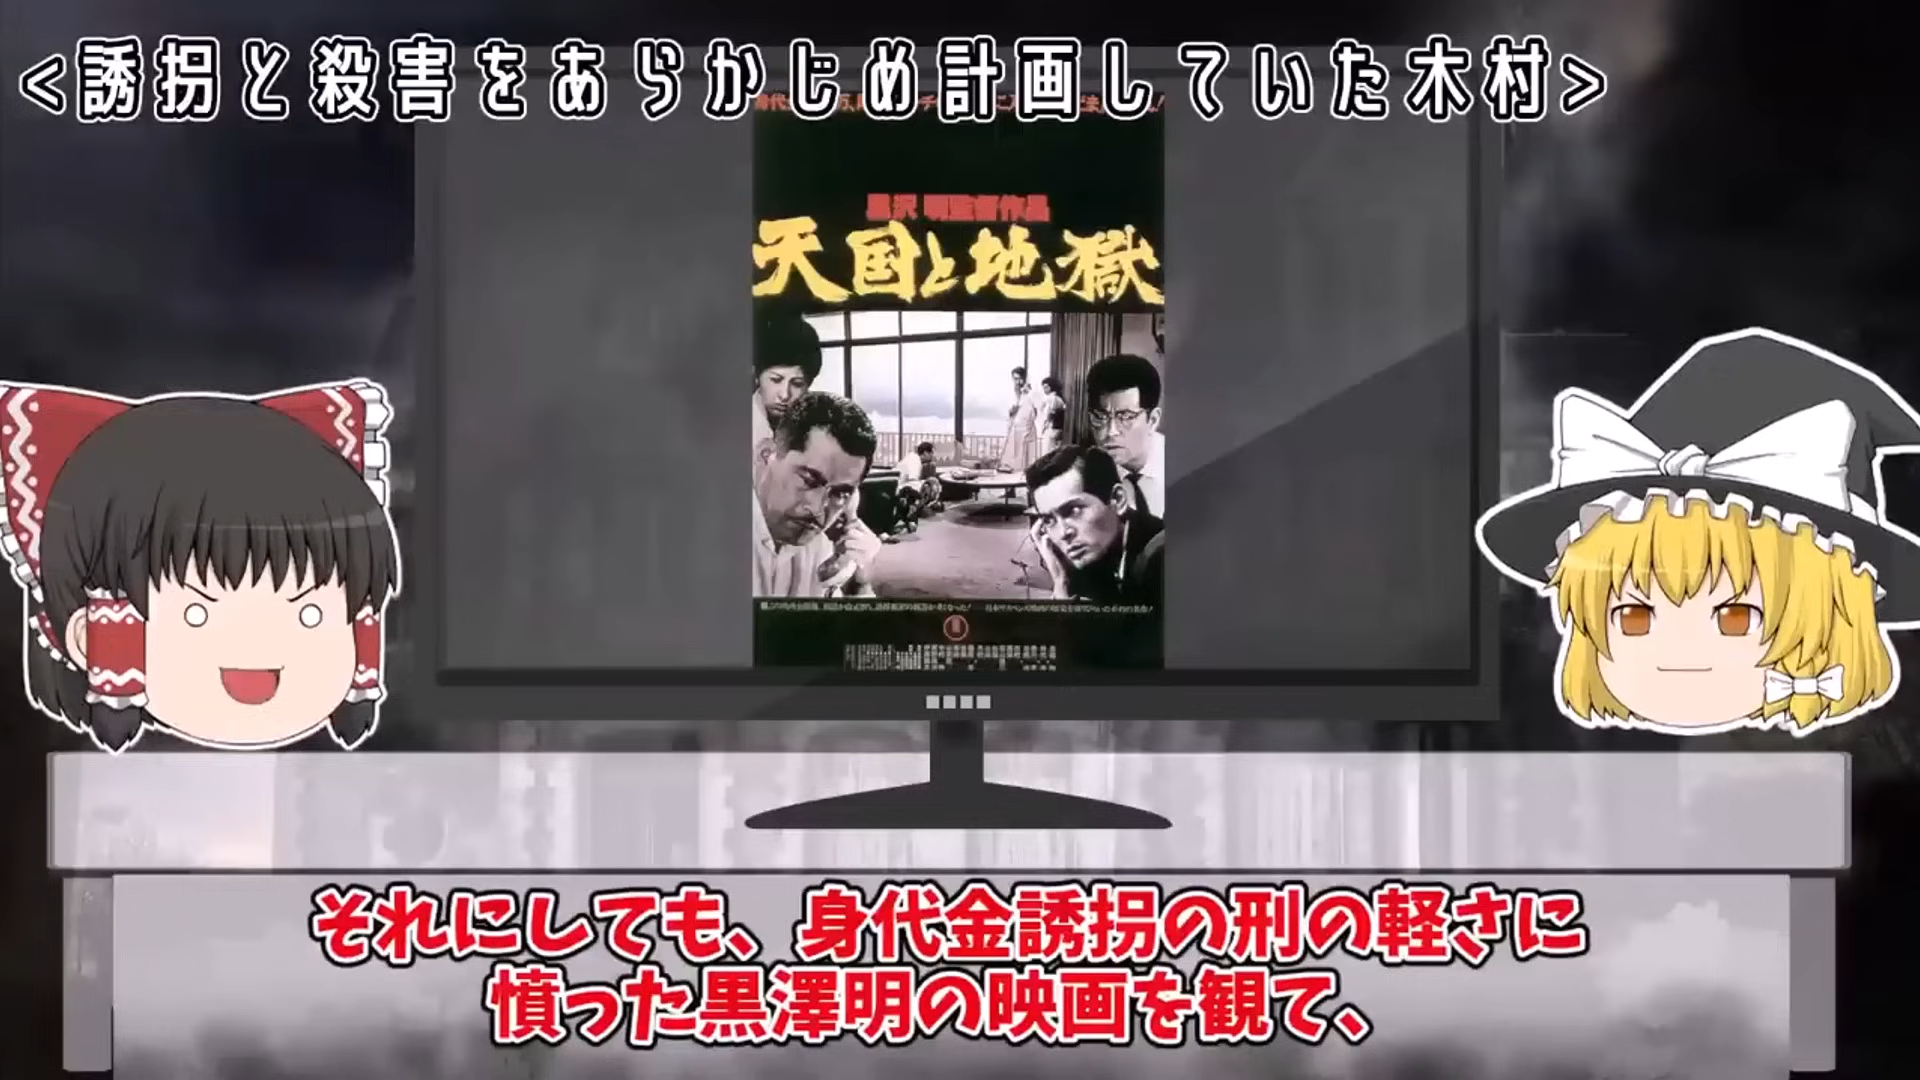 <誘拐と殺害をあらかじめ計画していた木村>
黒沢 明監督作品
天国と地獄
それにしても、身代金誘拐の刑の軽さに
憤った黒澤明の映画を観て、